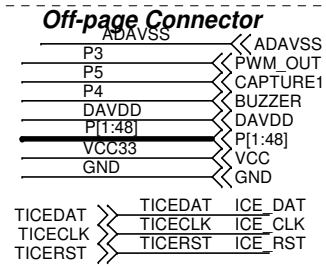 Off-page Connector
ADAVSS ADAVSS
P3 PWM_OUT
P5 CAPTURE1
P4 BUZZER
DAVDD DAVDD
P[1:48] P[1:48]
VCC33 VCC
GND GND
TICEDAT TICEDAT ICE_DAT
TICECLK TICECLK ICE_CLK
TICERST TICERST ICE_RST